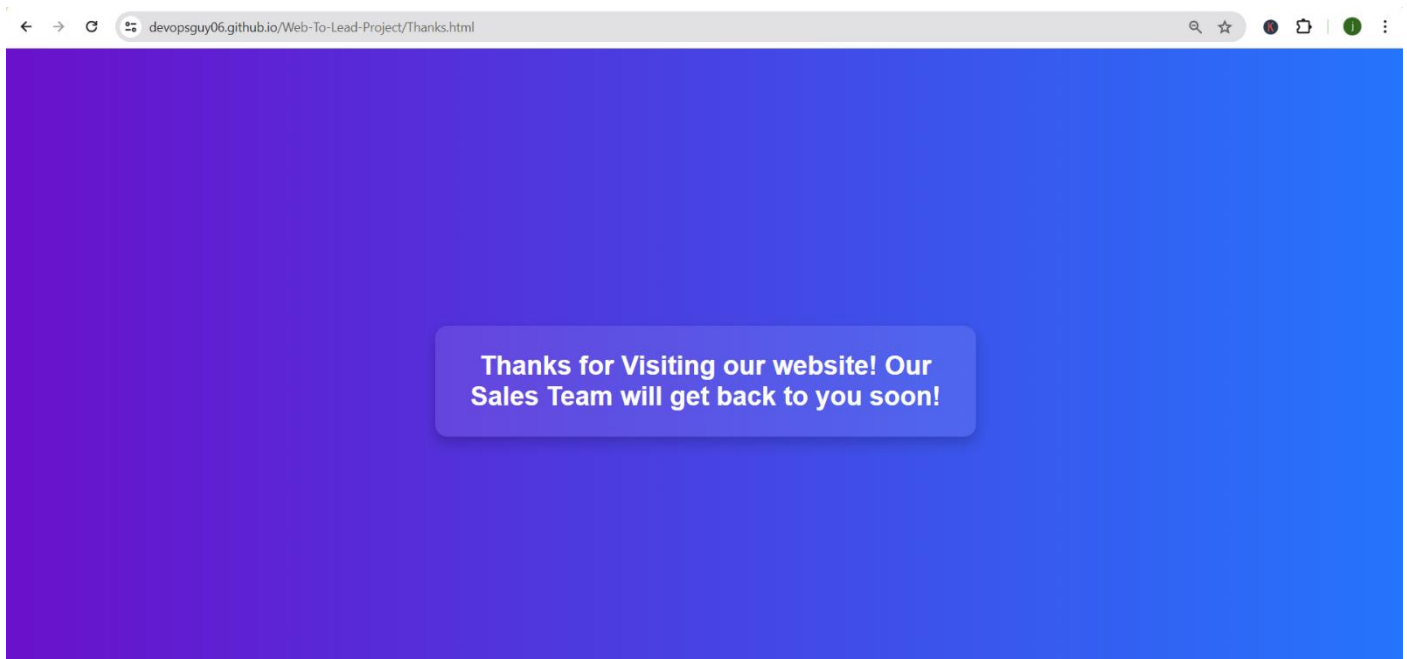 devopsguy06.github.io/Web-To-Lead-Project/Thanks.html
K
j
Thanks for Visiting our website! Our
Sales Team will get back to you soon!